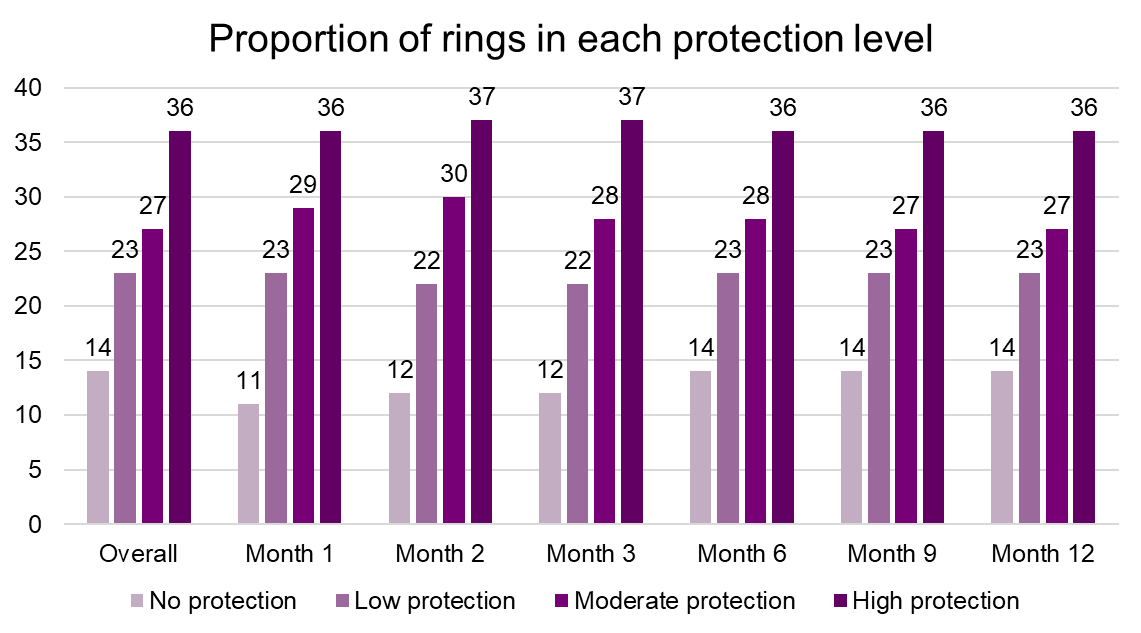 Proportion of rings in each protection level
40
35
30
25
20
15
10
5
0
14 23 27 36
11 23 29 36
12 22 30 37
12 22 28 37
14 23 28 36
14 23 27 36
14 23 27 36
Overall Month 1 Month 2 Month 3 Month 6 Month 9 Month 12
No protection Low protection Moderate protection High protection